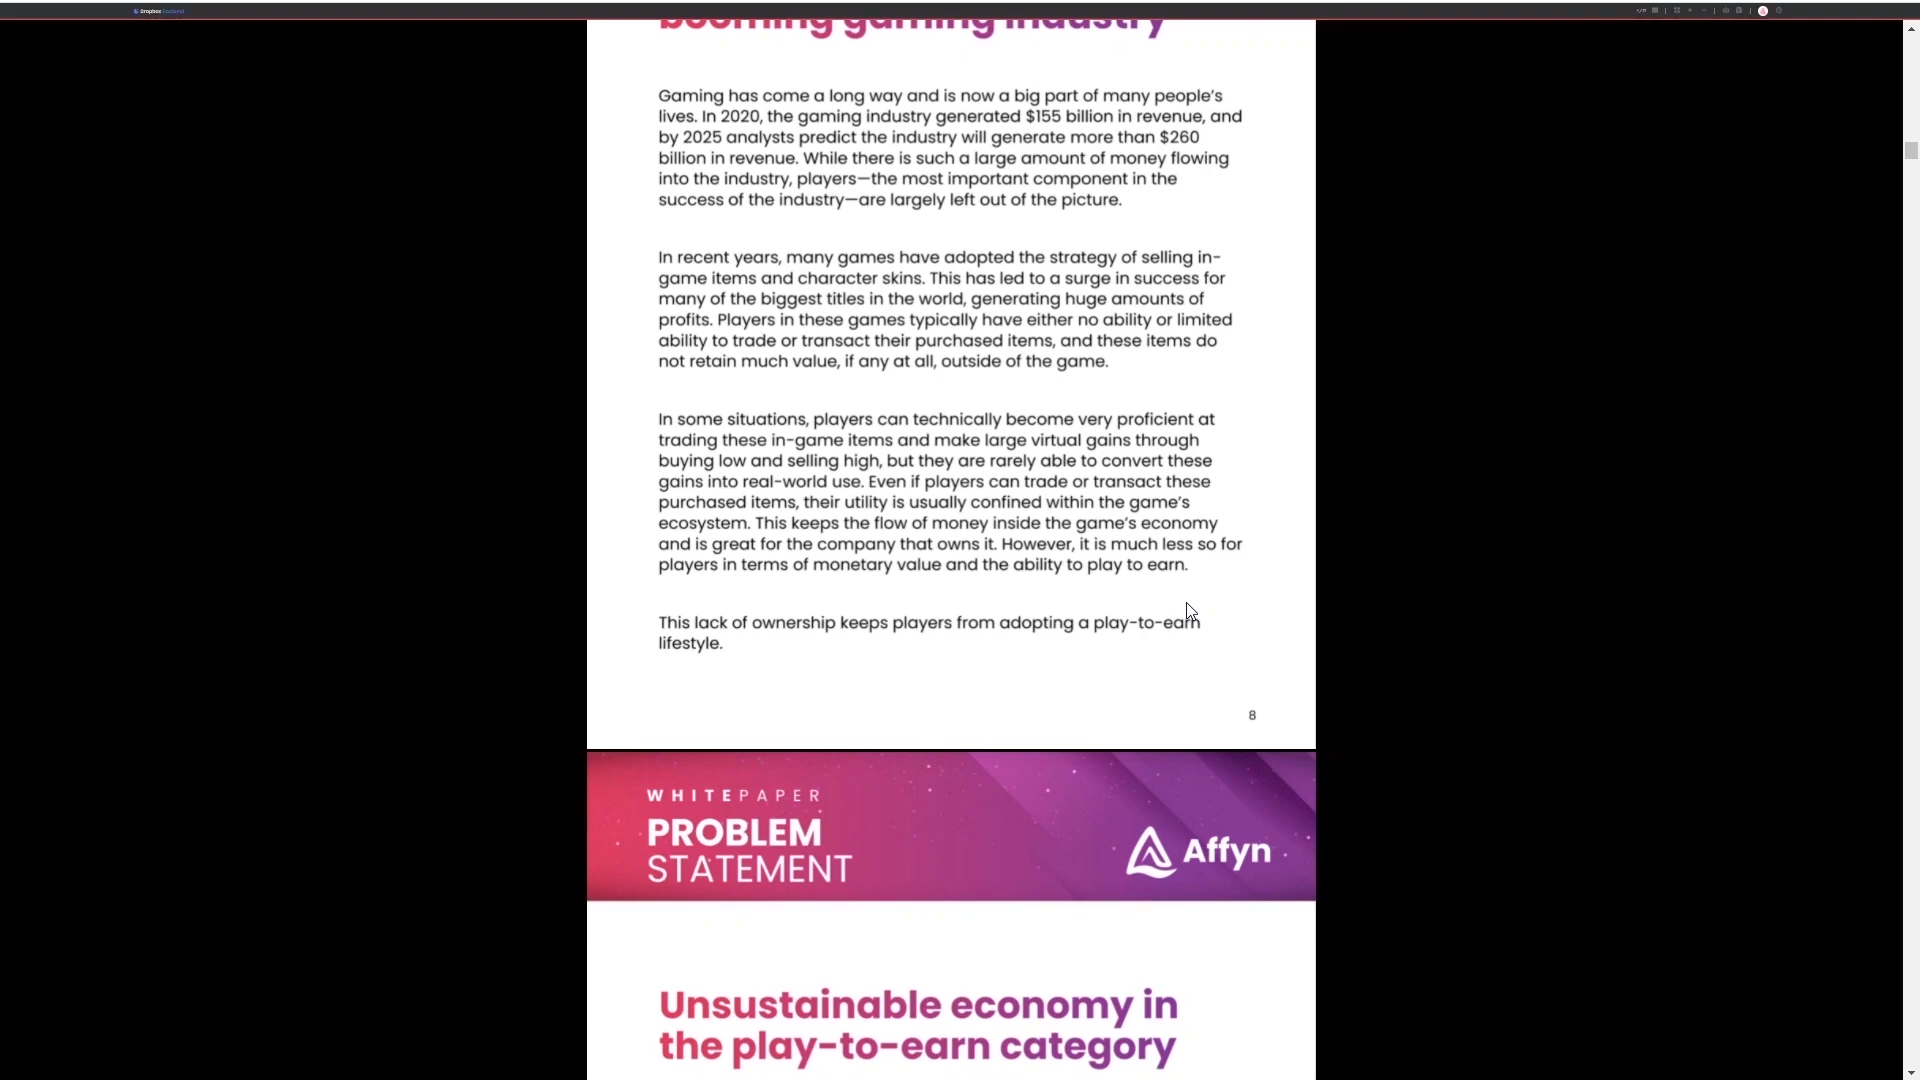 Dropbox DocSend
booming gaming industry
Gaming has come a long way and is now a big part of many people's
lives. In 2020, the gaming industry generated $155 billion in revenue, and
by 2025 analysts predict the industry will generate more than $260
billion in revenue. While there is such a large amount of money flowing
into the industry, players—the most important component in the
success of the industry—are largely left out of the picture.
In recent years, many games have adopted the strategy of selling in-
game items and character skins. This has led to a surge in success for
many of the biggest titles in the world, generating huge amounts of
profits. Players in these games typically have either no ability or limited
ability to trade or transact their purchased items, and these items do
not retain much value, if any at all, outside of the game.
In some situations, players can technically become very proficient at
trading these in-game items and make large virtual gains through
buying low and selling high, but they are rarely able to convert these
gains into real-world use. Even if players can trade or transact these
purchased items, their utility is usually confined within the game's
ecosystem. This keeps the flow of money inside the game's economy
and is great for the company that owns it. However, it is much less so for
players in terms of monetary value and the ability to play to earn.
This lack of ownership keeps players from adopting a play-to-earn
lifestyle.
8
WHITEPAPER
PROBLEM
STATEMENT
Affyn
Unsustainable economy in
the play-to-earn category